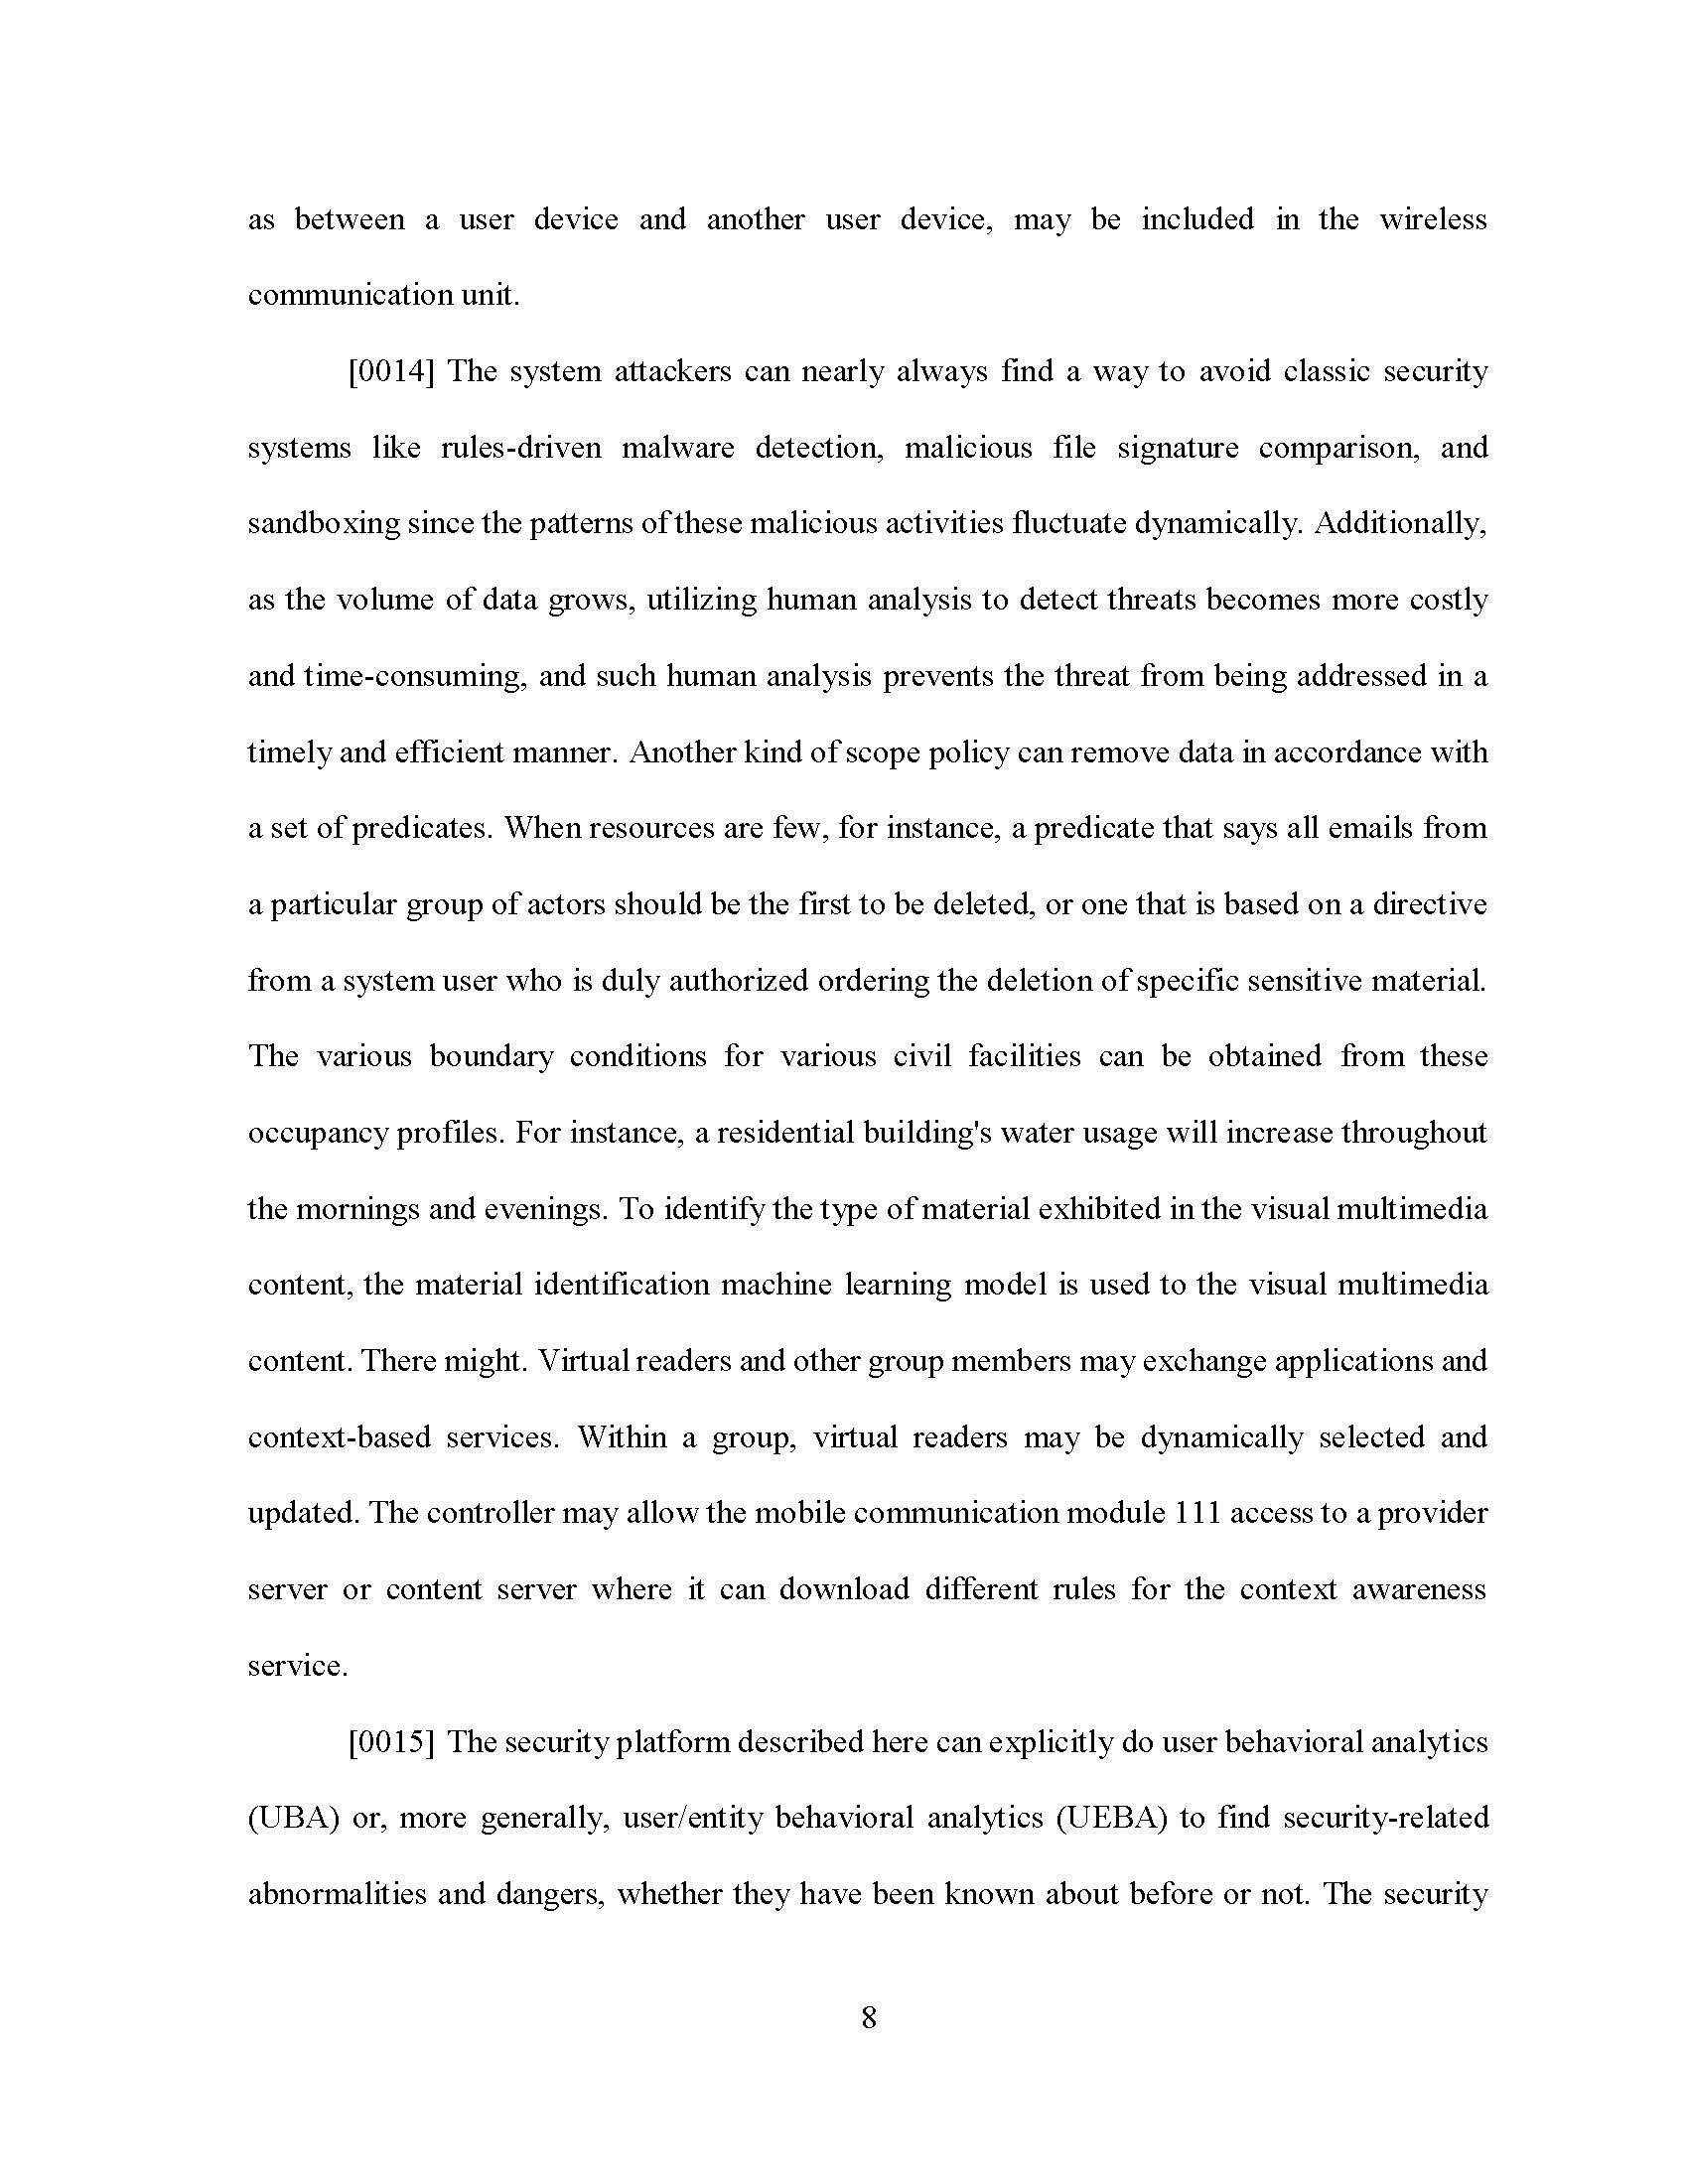 as between a user device and another user device, may be included in the wireless
communication unit.
[0014] The system attackers can nearly always find a way to avoid classic security
systems like rules-driven malware detection, malicious file signature comparison, and
sandboxing since the patterns of these malicious activities fluctuate dynamically. Additionally,
as the volume of data grows, utilizing human analysis to detect threats becomes more costly
and time-consuming, and such human analysis prevents the threat from being addressed in a
timely and efficient manner. Another kind of scope policy can remove data in accordance with
a set of predicates. When resources are few, for instance, a predicate that says all emails from
a particular group of actors should be the first to be deleted, or one that is based on a directive
from a system user who is duly authorized ordering the deletion of specific sensitive material.
The various boundary conditions for various civil facilities can be obtained from these
occupancy profiles. For instance, a residential building's water usage will increase throughout
the mornings and evenings. To identify the type of material exhibited in the visual multimedia
content, the material identification machine learning model is used to the visual multimedia
content. There might. Virtual readers and other group members may exchange applications and
context-based services. Within a group, virtual readers may be dynamically selected and
updated. The controller may allow the mobile communication module 111 access to a provider
server or content server where it can download different rules for the context awareness
service.
[0015] The security platform described here can explicitly do user behavioral analytics
(UBA) or, more generally, user/entity behavioral analytics (UEBA) to find security-related
abnormalities and dangers, whether they have been known about before or not. The security
8